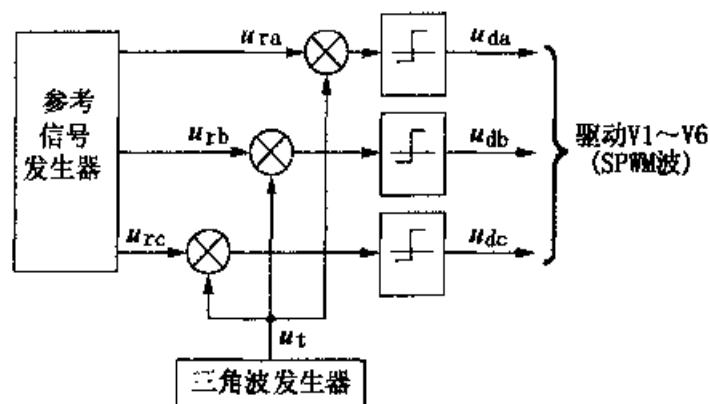 参考
信号
发生器
u_ra
u_da
u_rb
u_db
u_rc
u_dc
驱动V1～V6
(SPWM波)
u_t
三角波发生器